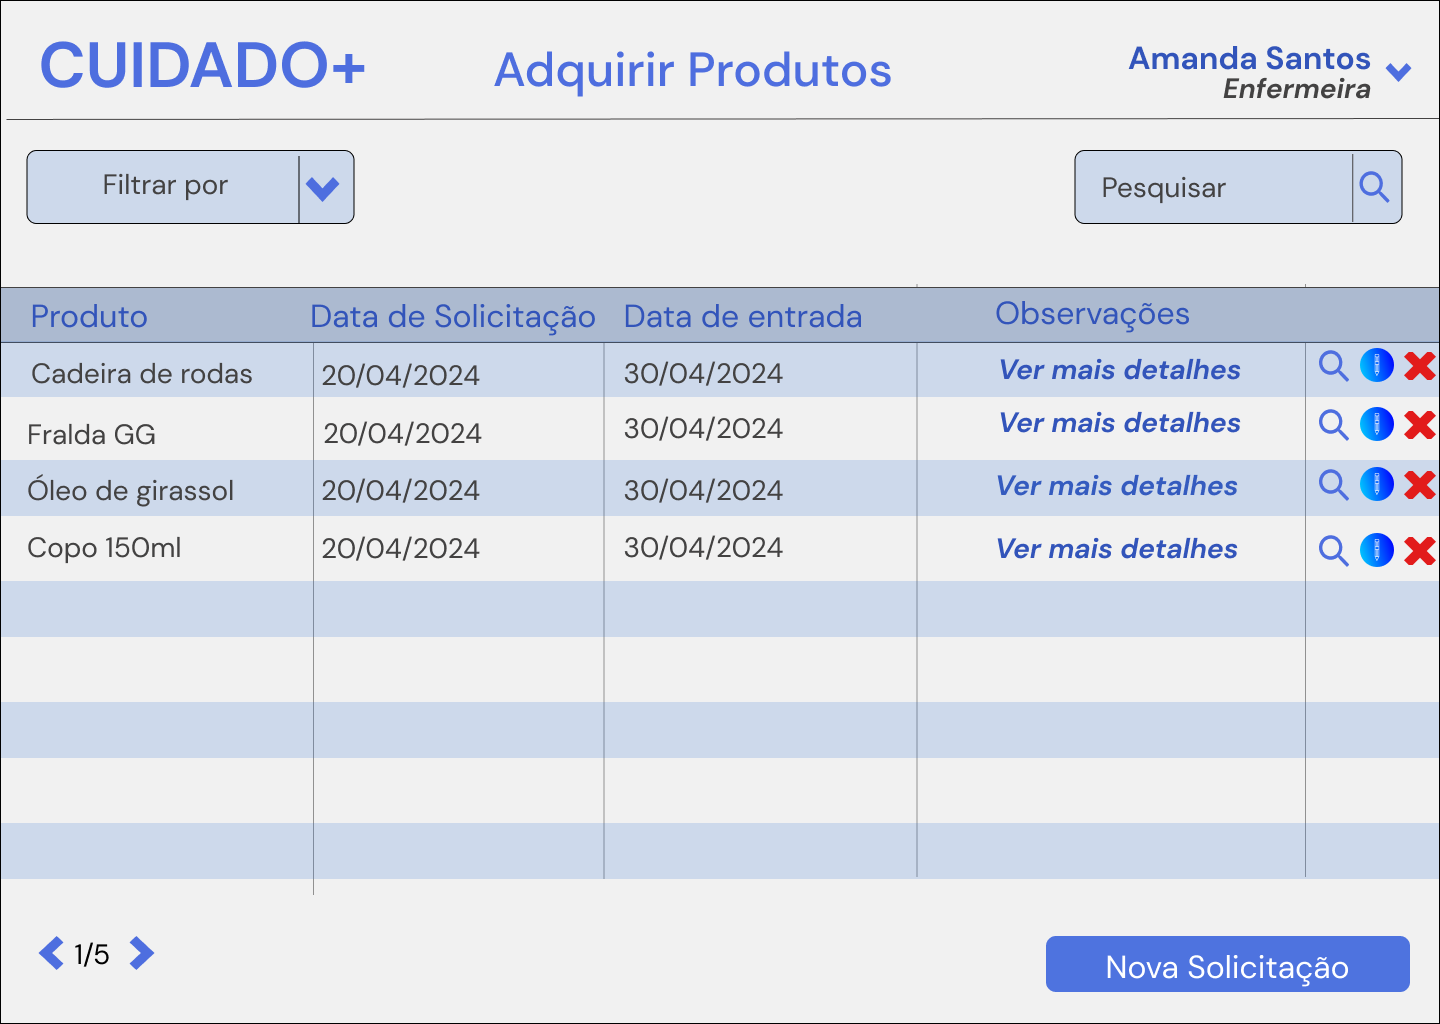 CUIDADO+
Adquirir Produtos
Amanda Santos
Enfermeira
Filtrar por
Pesquisar
Produto Data de Solicitação Data de entrada Observações
Cadeira de rodas 20/04/2024 30/04/2024 Ver mais detalhes
Fralda GG 20/04/2024 30/04/2024 Ver mais detalhes
Óleo de girassol 20/04/2024 30/04/2024 Ver mais detalhes
Copo 150ml 20/04/2024 30/04/2024 Ver mais detalhes
1/5
Nova Solicitação